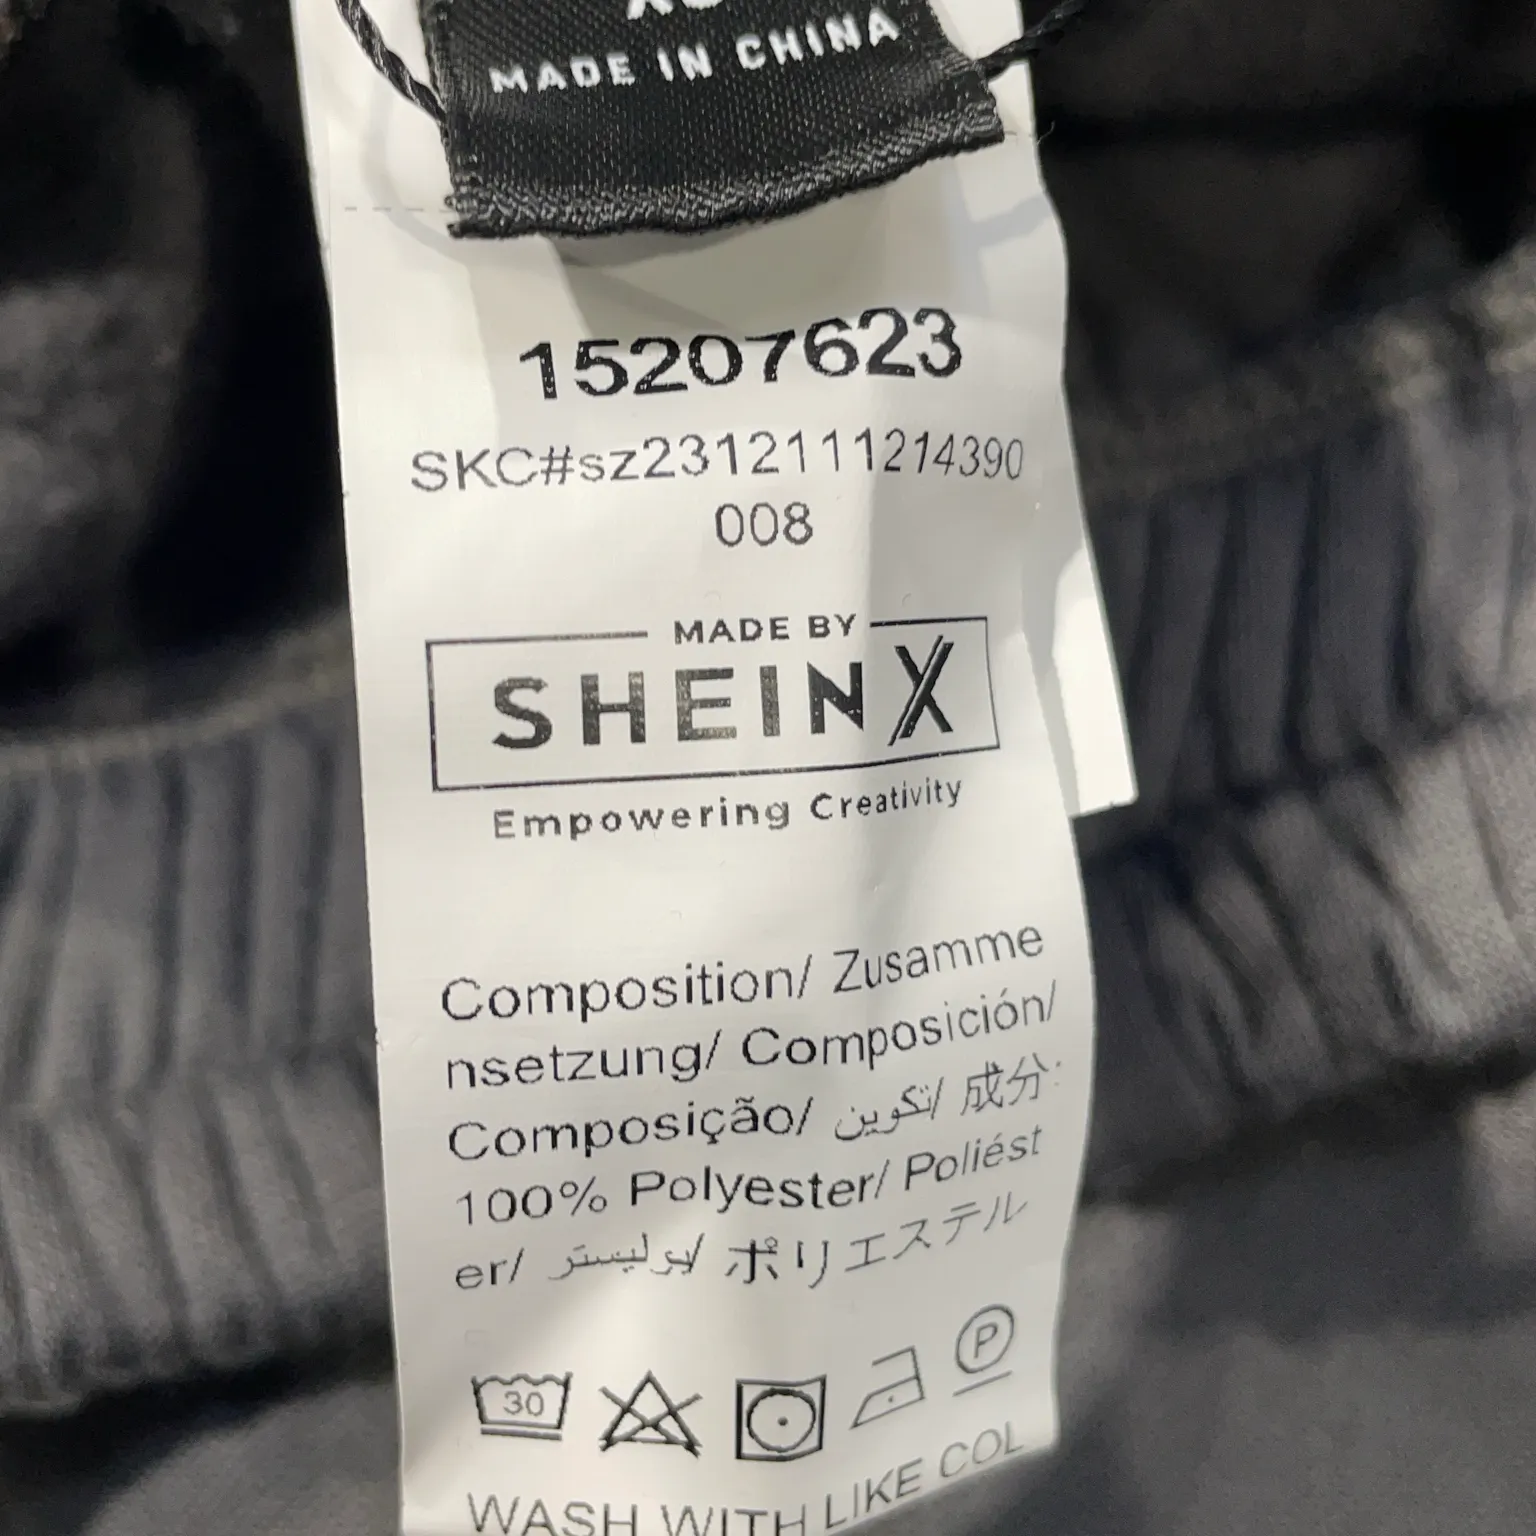 MADE IN CHINA
15207623
SKC#sz2312111214390
008
MADE BY
SHEIN X
Empowering Creativity
Composition/ Zusamme
nsetzung/ Composición/
Composição/ تكوين/ 成分:
100% Polyester/ Poliést
er/ بوليستر/ ポリエステル
30
P
WASH WITH LIKE COL